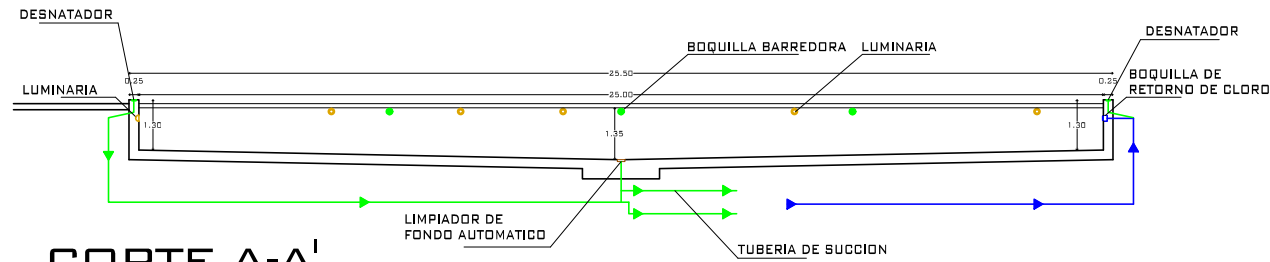 DESNATADOR
BOQUILLA BARREDORA
LUMINARIA
DESNATADOR
0.25
25.50
0.25
BOQUILLA DE
RETORNO DE CLORO
LUMINARIA
25.00
1.30
1.35
1.30
LIMPIADOR DE
FONDO AUTOMATICO
TUBERIA DE SUCCION
CORTE A-A'